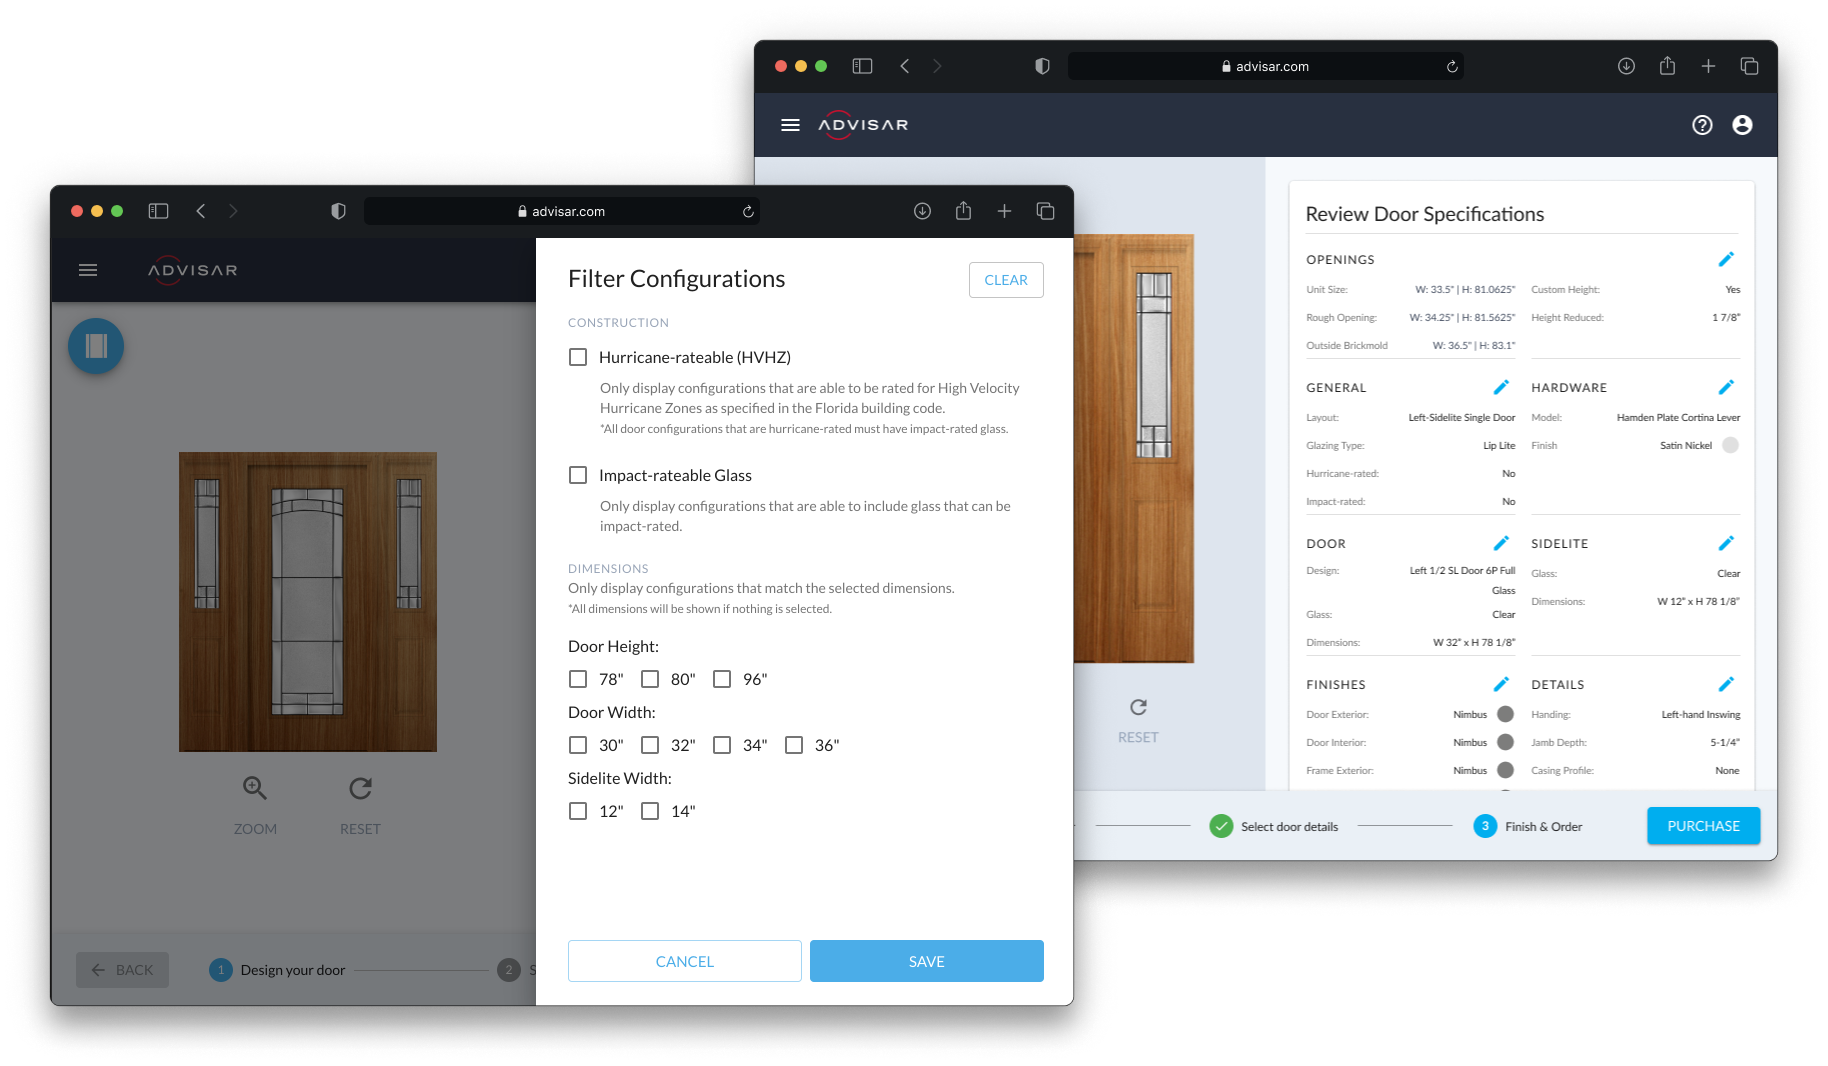 advisar.com
ADVISAR
Review Door Specifications
OPENINGS
Unit Size: W: 33.5" | H: 81.0625" Custom Height: Yes
Rough Opening: W: 34.25" | H: 81.5625" Height Reduced: 1 7/8"
Outside Brickmold W: 36.5" | H: 83.1"
GENERAL HARDWARE
Layout: Left-Sidelite Single Door Model: Hamden Plate Cortina Lever
Glazing Type: Lip Lite Finish Satin Nickel
Hurricane-rated: No
Impact-rated: No
DOOR SIDELITE
Design: Left 1/2 SL Door 6P Full Glass: Clear
Glass
Dimensions: W 12" x H 78 1/8"
Glass: Clear
Dimensions: W 32" x H 78 1/8"
FINISHES DETAILS
Door Exterior: Nimbus Handing: Left-hand Inswing
Door Interior: Nimbus Jamb Depth: 5-1/4"
Frame Exterior: Nimbus Casing Profile: None
RESET
Select door details 3 Finish & Order PURCHASE
advisar.com
ADVISAR
ZOOM RESET
BACK 1 Design your door 2 S
Filter Configurations CLEAR
CONSTRUCTION
Hurricane-rateable (HVHZ)
Only display configurations that are able to be rated for High Velocity
Hurricane Zones as specified in the Florida building code.
*All door configurations that are hurricane-rated must have impact-rated glass.
Impact-rateable Glass
Only display configurations that are able to include glass that can be
impact-rated.
DIMENSIONS
Only display configurations that match the selected dimensions.
*All dimensions will be shown if nothing is selected.
Door Height:
78" 80" 96"
Door Width:
30" 32" 34" 36"
Sidelite Width:
12" 14"
CANCEL SAVE